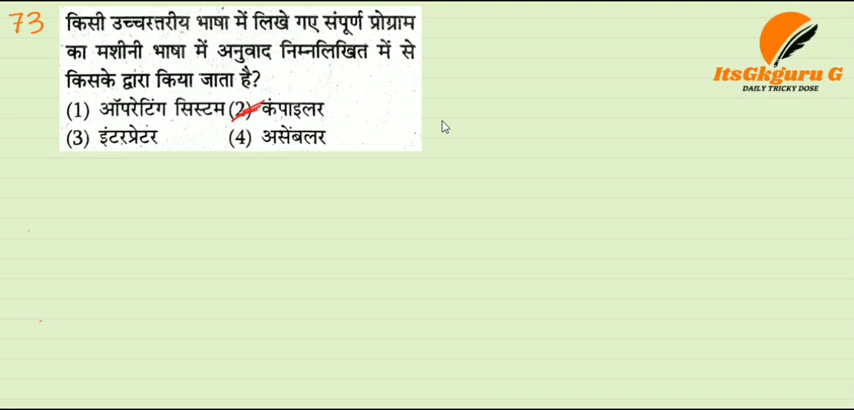 73 किसी उच्चस्तरीय भाषा में लिखे गए संपूर्ण प्रोग्राम
का मशीनी भाषा में अनुवाद निम्नलिखित में से
किसके द्वारा किया जाता है?
(1) ऑपरेटिंग सिस्टम (2) कंपाइलर
(3) इंटरप्रेटर (4) असेंबलर
ItsGkguru G
DAILY TRICKY DOSE